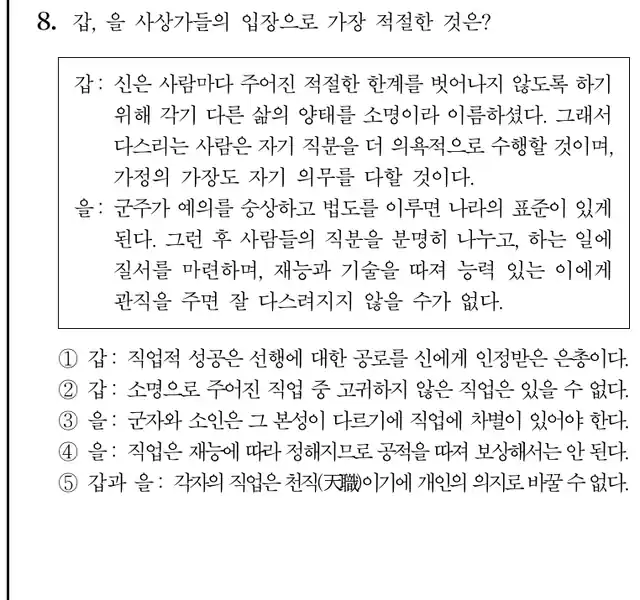 8. 갑, 을 사상가들의 입장으로 가장 적절한 것은?
갑: 신은 사람마다 주어진 적절한 한계를 벗어나지 않도록 하기
위해 각기 다른 삶의 양태를 소명이라 이름하셨다. 그래서
다스리는 사람은 자기 직분을 더 의욕적으로 수행할 것이며,
가정의 가장도 자기 의무를 다할 것이다.
을: 군주가 예의를 숭상하고 법도를 이루면 나라의 표준이 있게
된다. 그런 후 사람들의 직분을 분명히 나누고, 하는 일에
질서를 마련하며, 재능과 기술을 따져 능력 있는 이에게
관직을 주면 잘 다스려지지 않을 수가 없다.
① 갑: 직업적 성공은 선행에 대한 공로를 신에게 인정받은 은총이다.
② 갑: 소명으로 주어진 직업 중 고귀하지 않은 직업은 있을 수 없다.
③ 을: 군자와 소인은 그 본성이 다르기에 직업에 차별이 있어야 한다.
④ 을: 직업은 재능에 따라 정해지므로 공적을 따져 보상해서는 안 된다.
⑤ 갑과 을: 각자의 직업은 천직(天職)이기에 개인의 의지로 바꿀 수 없다.